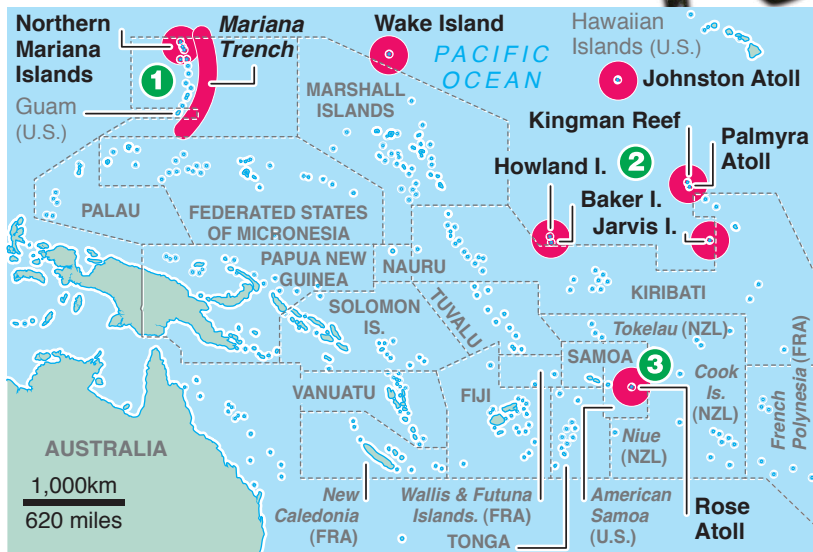 Northern
Mariana
Islands
Mariana
Trench
1
Guam
(U.S.)
Wake Island
PACIFIC
OCEAN
Hawaiian
Islands (U.S.)
Johnston Atoll
MARSHALL
ISLANDS
Kingman Reef
Palmyra
Atoll
2
Howland I.
Baker I.
Jarvis I.
PALAU
FEDERATED STATES
OF MICRONESIA
PAPUA NEW
GUINEA
NAURU
KIRIBATI
SOLOMON
IS.
TUVALU
Tokelau (NZL)
SAMOA
3
VANUATU
FIJI
Cook
Is.
(NZL)
French
Polynesia (FRA)
Niue
(NZL)
AUSTRALIA
1,000km
620 miles
New
Caledonia
(FRA)
Wallis & Futuna
Islands. (FRA)
TONGA
American
Samoa
(U.S.)
Rose
Atoll